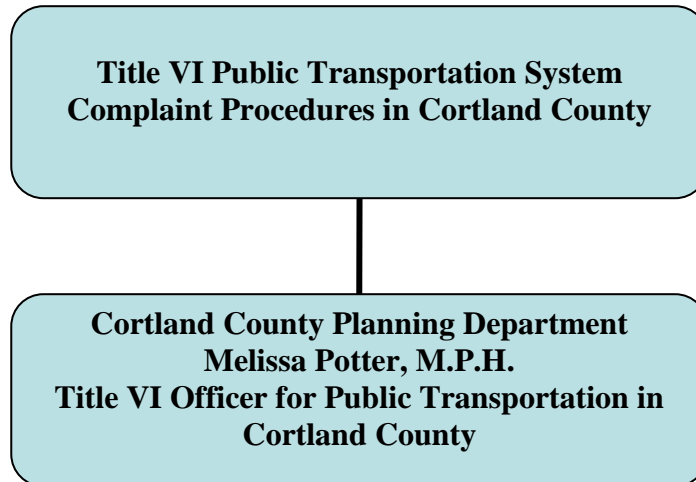 Title VI Public Transportation System
Complaint Procedures in Cortland County
Cortland County Planning Department
Melissa Potter, M.P.H.
Title VI Officer for Public Transportation in
Cortland County